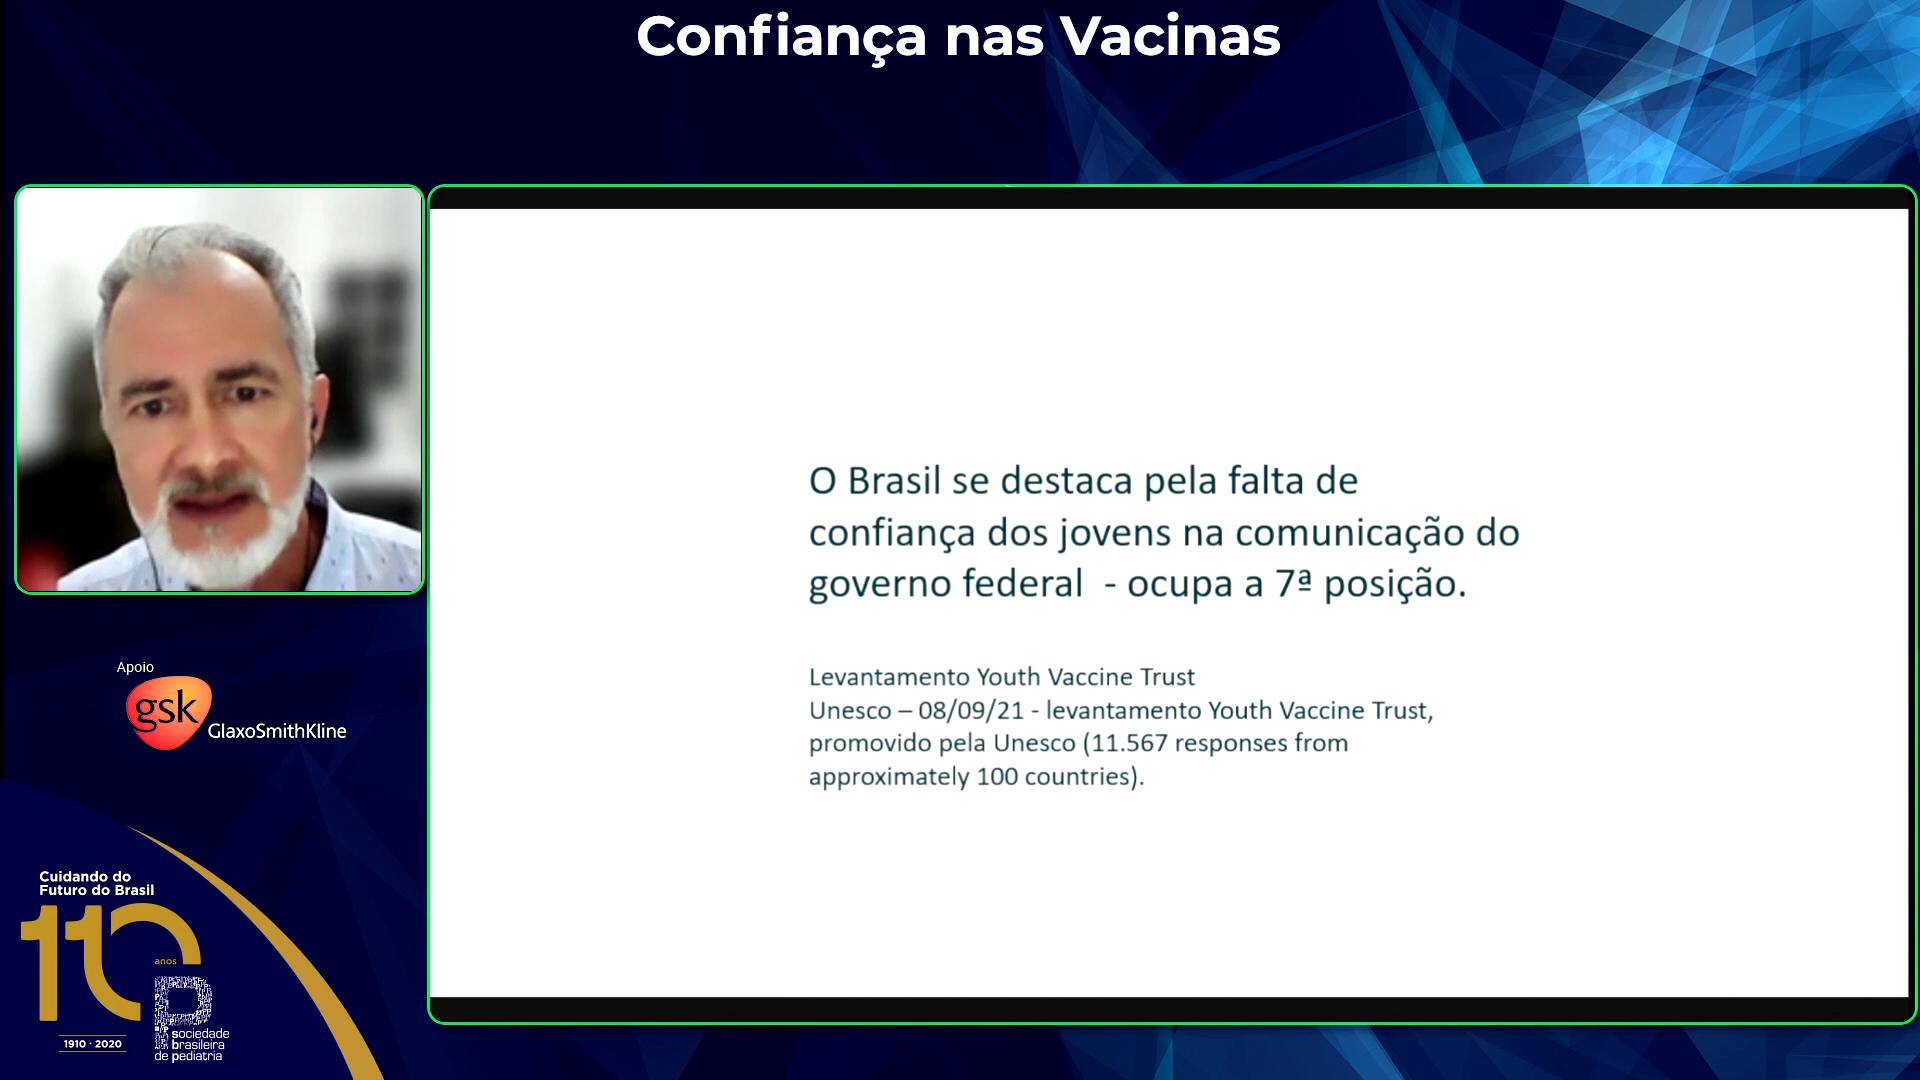 Confiança nas Vacinas
O Brasil se destaca pela falta de
confiança dos jovens na comunicação do
governo federal - ocupa a 7ª posição.
Levantamento Youth Vaccine Trust
Unesco – 08/09/21 - levantamento Youth Vaccine Trust,
promovido pela Unesco (11.567 responses from
approximately 100 countries).
Apoio
gsk
GlaxoSmithKline
Cuidando do
Futuro do Brasil
110
anos
1910 · 2020
sociedade
brasileira
de pediatria